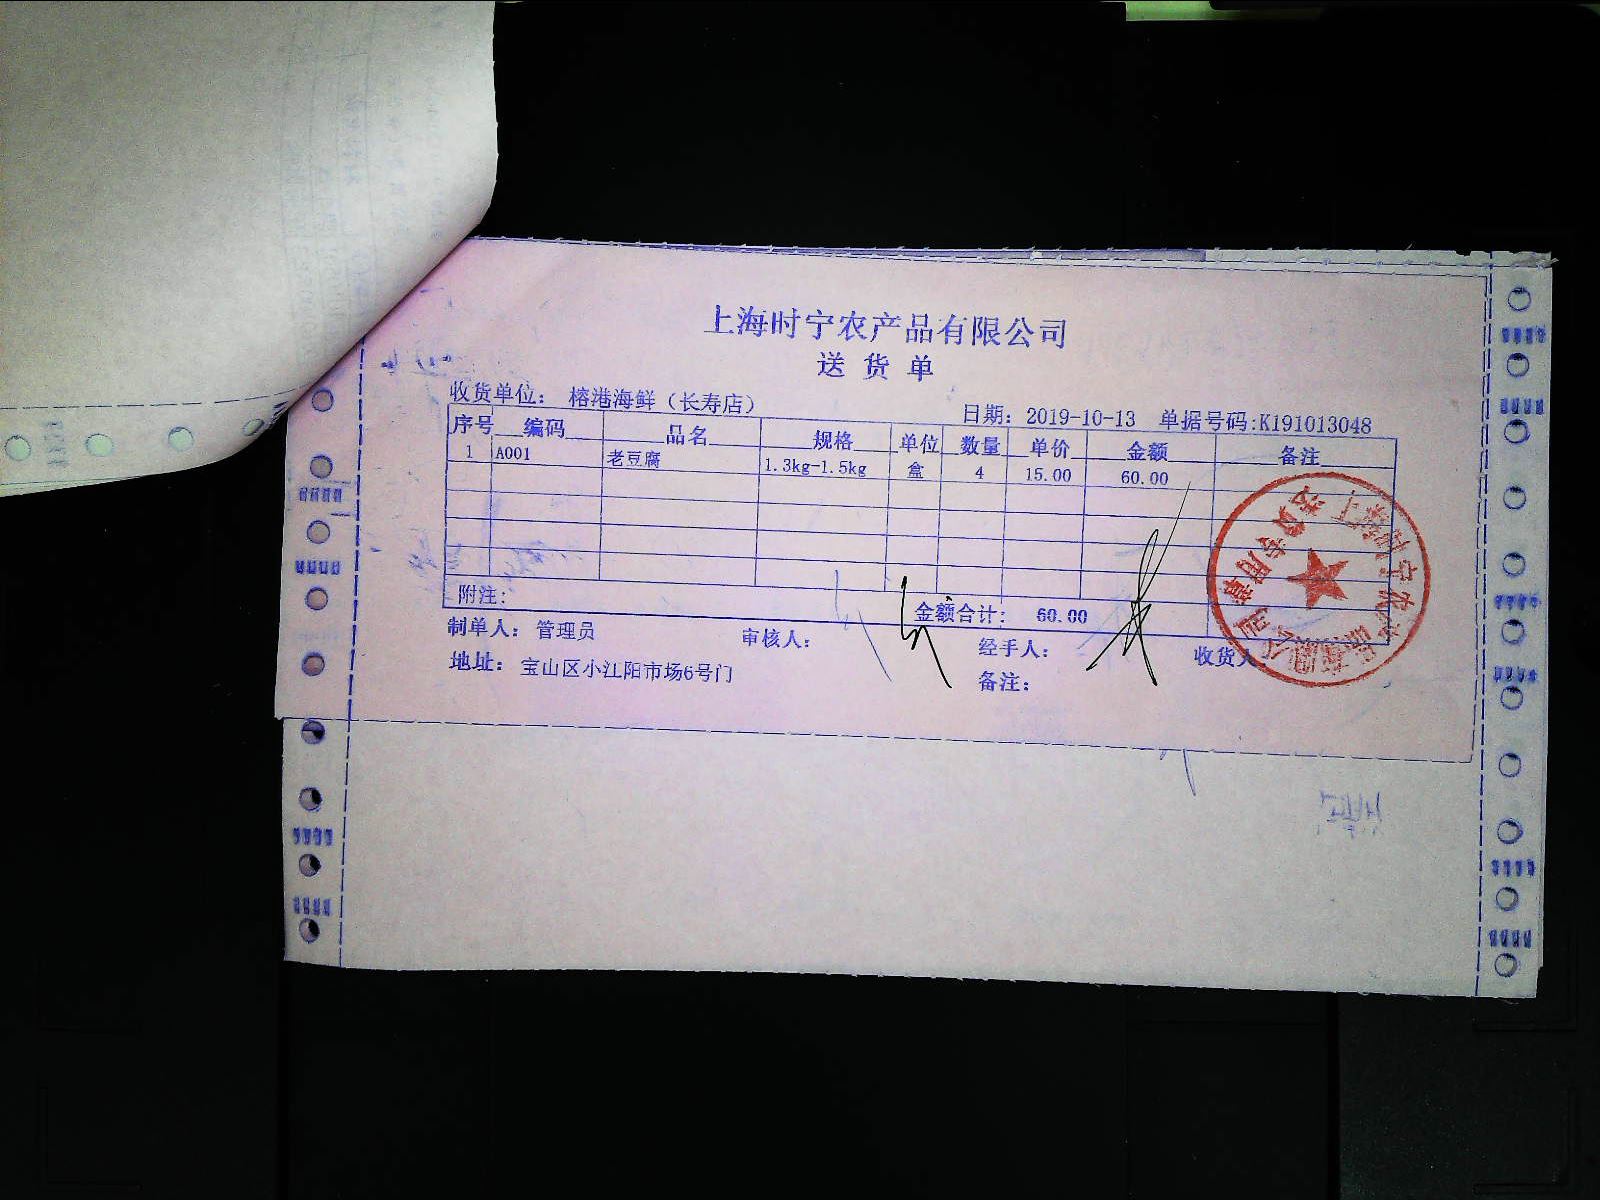 上海时宁农产品有限公司
送货单
收货单位： 榕港海鲜（长寿店）
日期： 2019-10-13 单据号码:K191013048
序号 编码 品名 规格 单位 数量 单价 金额 备注
1 A001 老豆腐 1.3kg-1.5kg 盒 4 15.00 60.00
附注: 金额合计: 60.00
制单人： 管理员 审核人： 经手人： 收货人
地址： 宝山区小江阳市场6号门 备注：